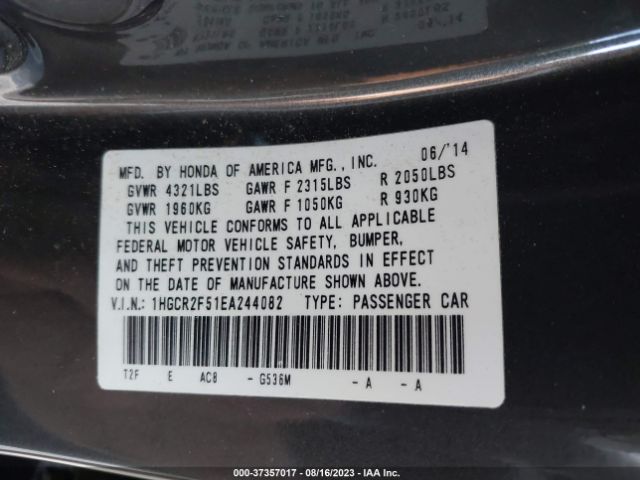 MFD. BY HONDA OF AMERICA MFG., INC. 06/'14
GVWR 4321LBS GAWR F 2315LBS R 2050LBS
GVWR 1960KG GAWR F 1050KG R 930KG
THIS VEHICLE CONFORMS TO ALL APPLICABLE
FEDERAL MOTOR VEHICLE SAFETY, BUMPER,
AND THEFT PREVENTION STANDARDS IN EFFECT
ON THE DATE OF MANUFACTURE SHOWN ABOVE.
V.I.N.: 1HGCR2F51EA244082 TYPE: PASSENGER CAR
T2F E AC8 - G536M - A - A
000-37357017 08/16/2023 IAA Inc.